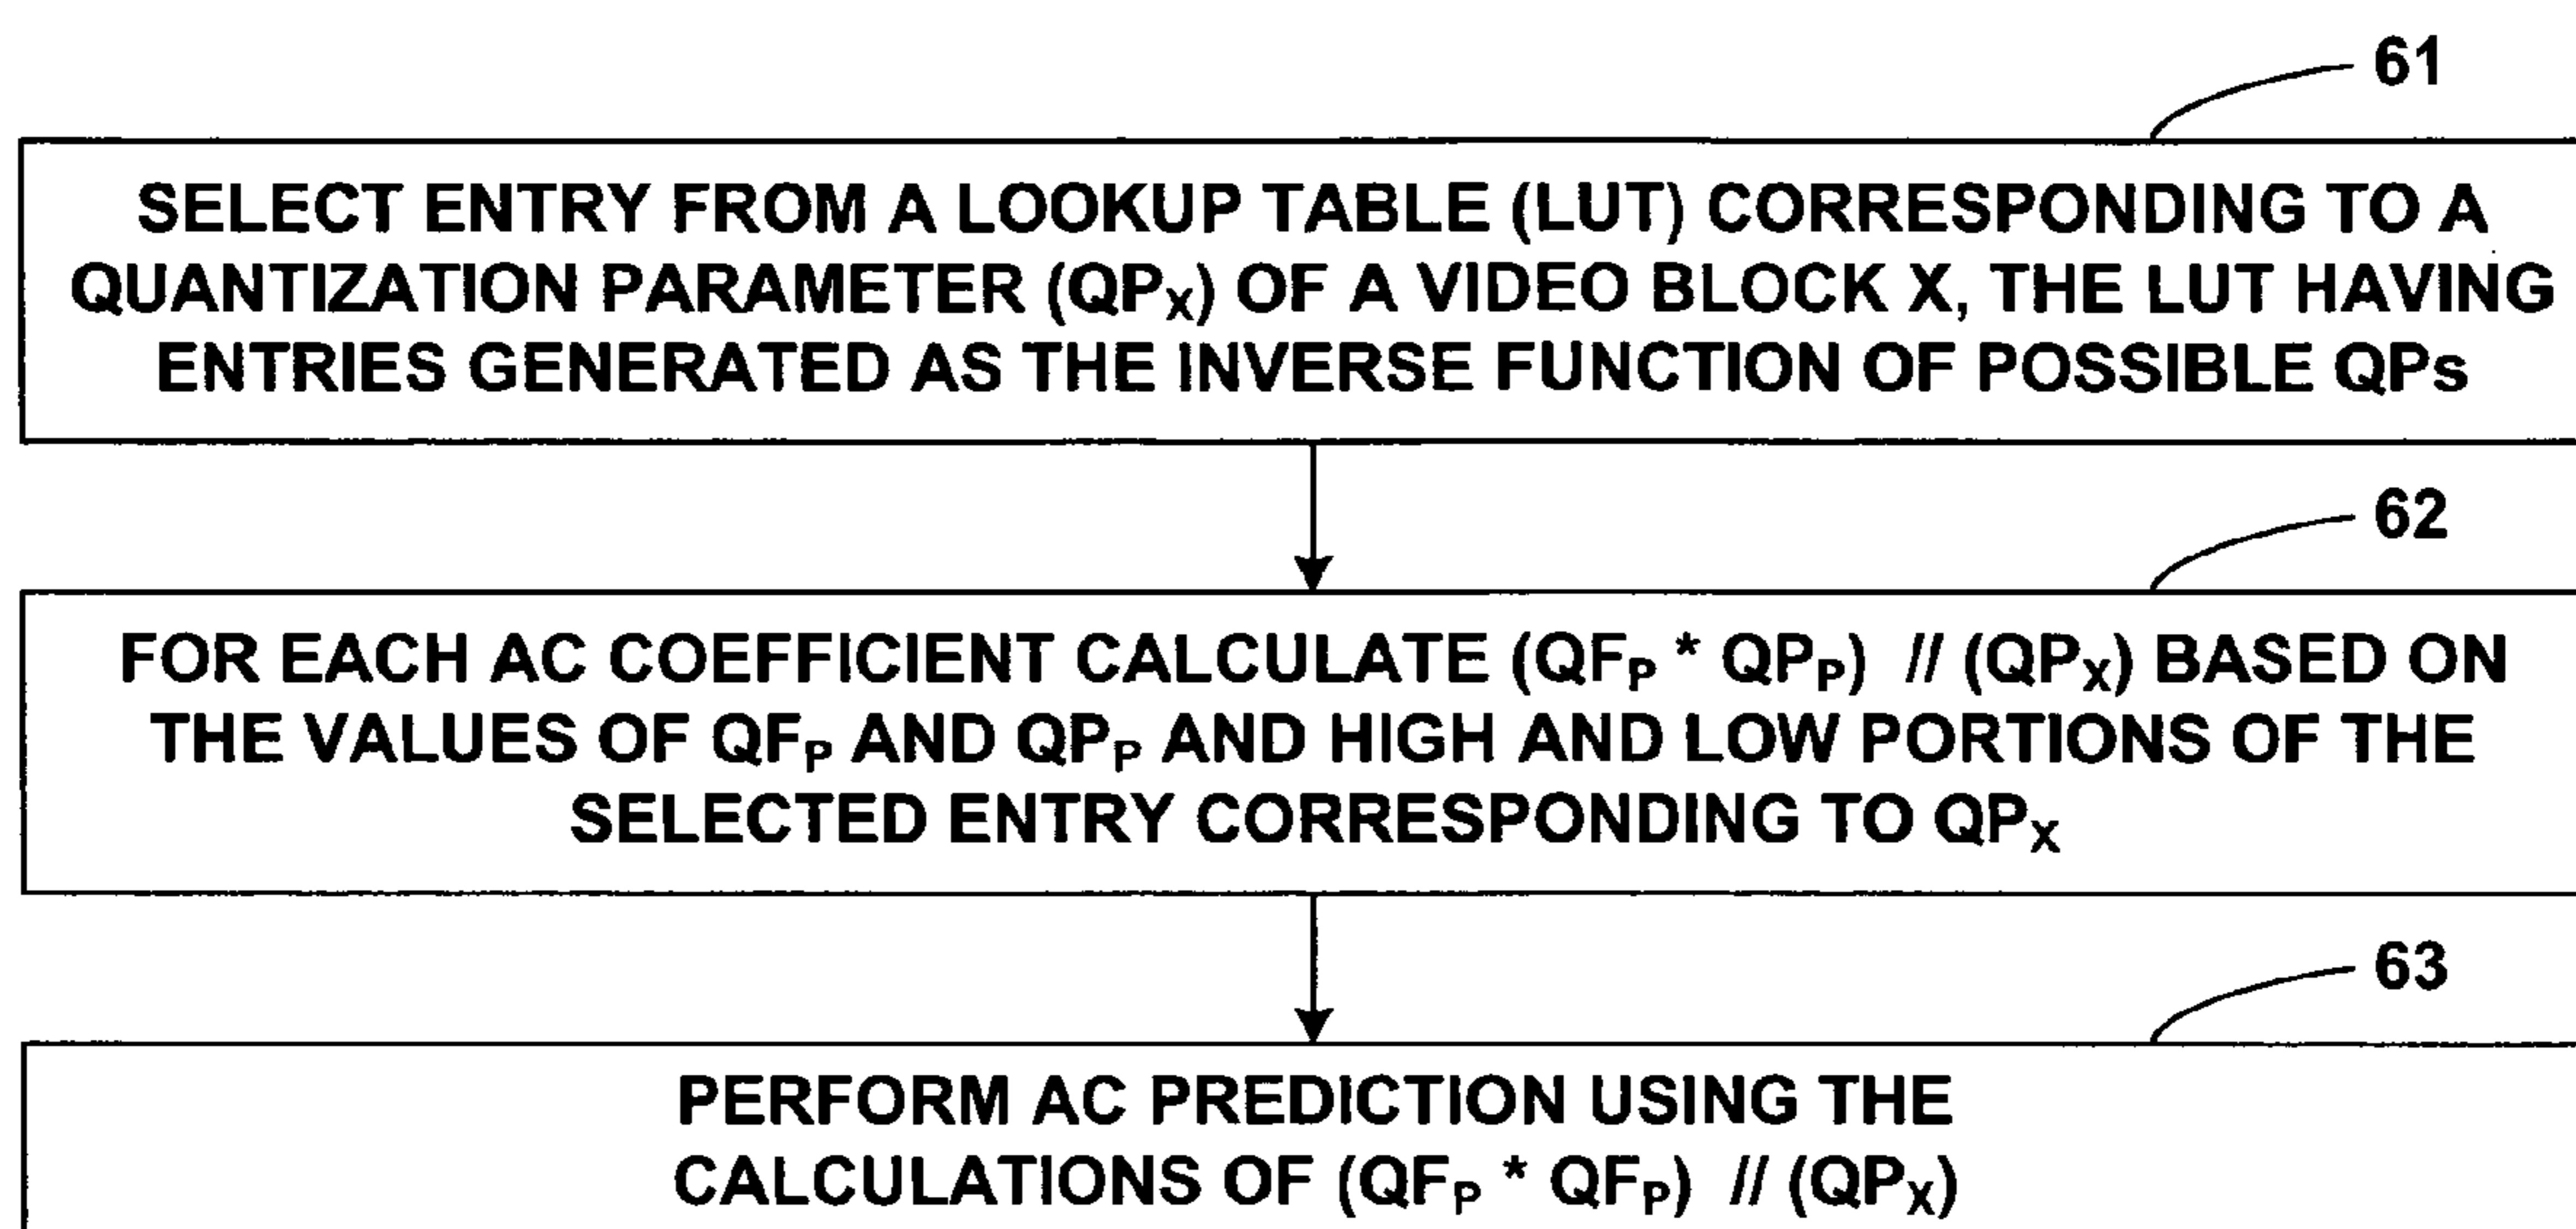 61
SELECT ENTRY FROM A LOOKUP TABLE (LUT) CORRESPONDING TO A
QUANTIZATION PARAMETER (QPX) OF A VIDEO BLOCK X, THE LUT HAVING
ENTRIES GENERATED AS THE INVERSE FUNCTION OF POSSIBLE QPs
62
FOR EACH AC COEFFICIENT CALCULATE (QFP * QPP) // (QPX) BASED ON
THE VALUES OF QFP AND QPP AND HIGH AND LOW PORTIONS OF THE
SELECTED ENTRY CORRESPONDING TO QPX
63
PERFORM AC PREDICTION USING THE
CALCULATIONS OF (QFP * QFP) // (QPX)